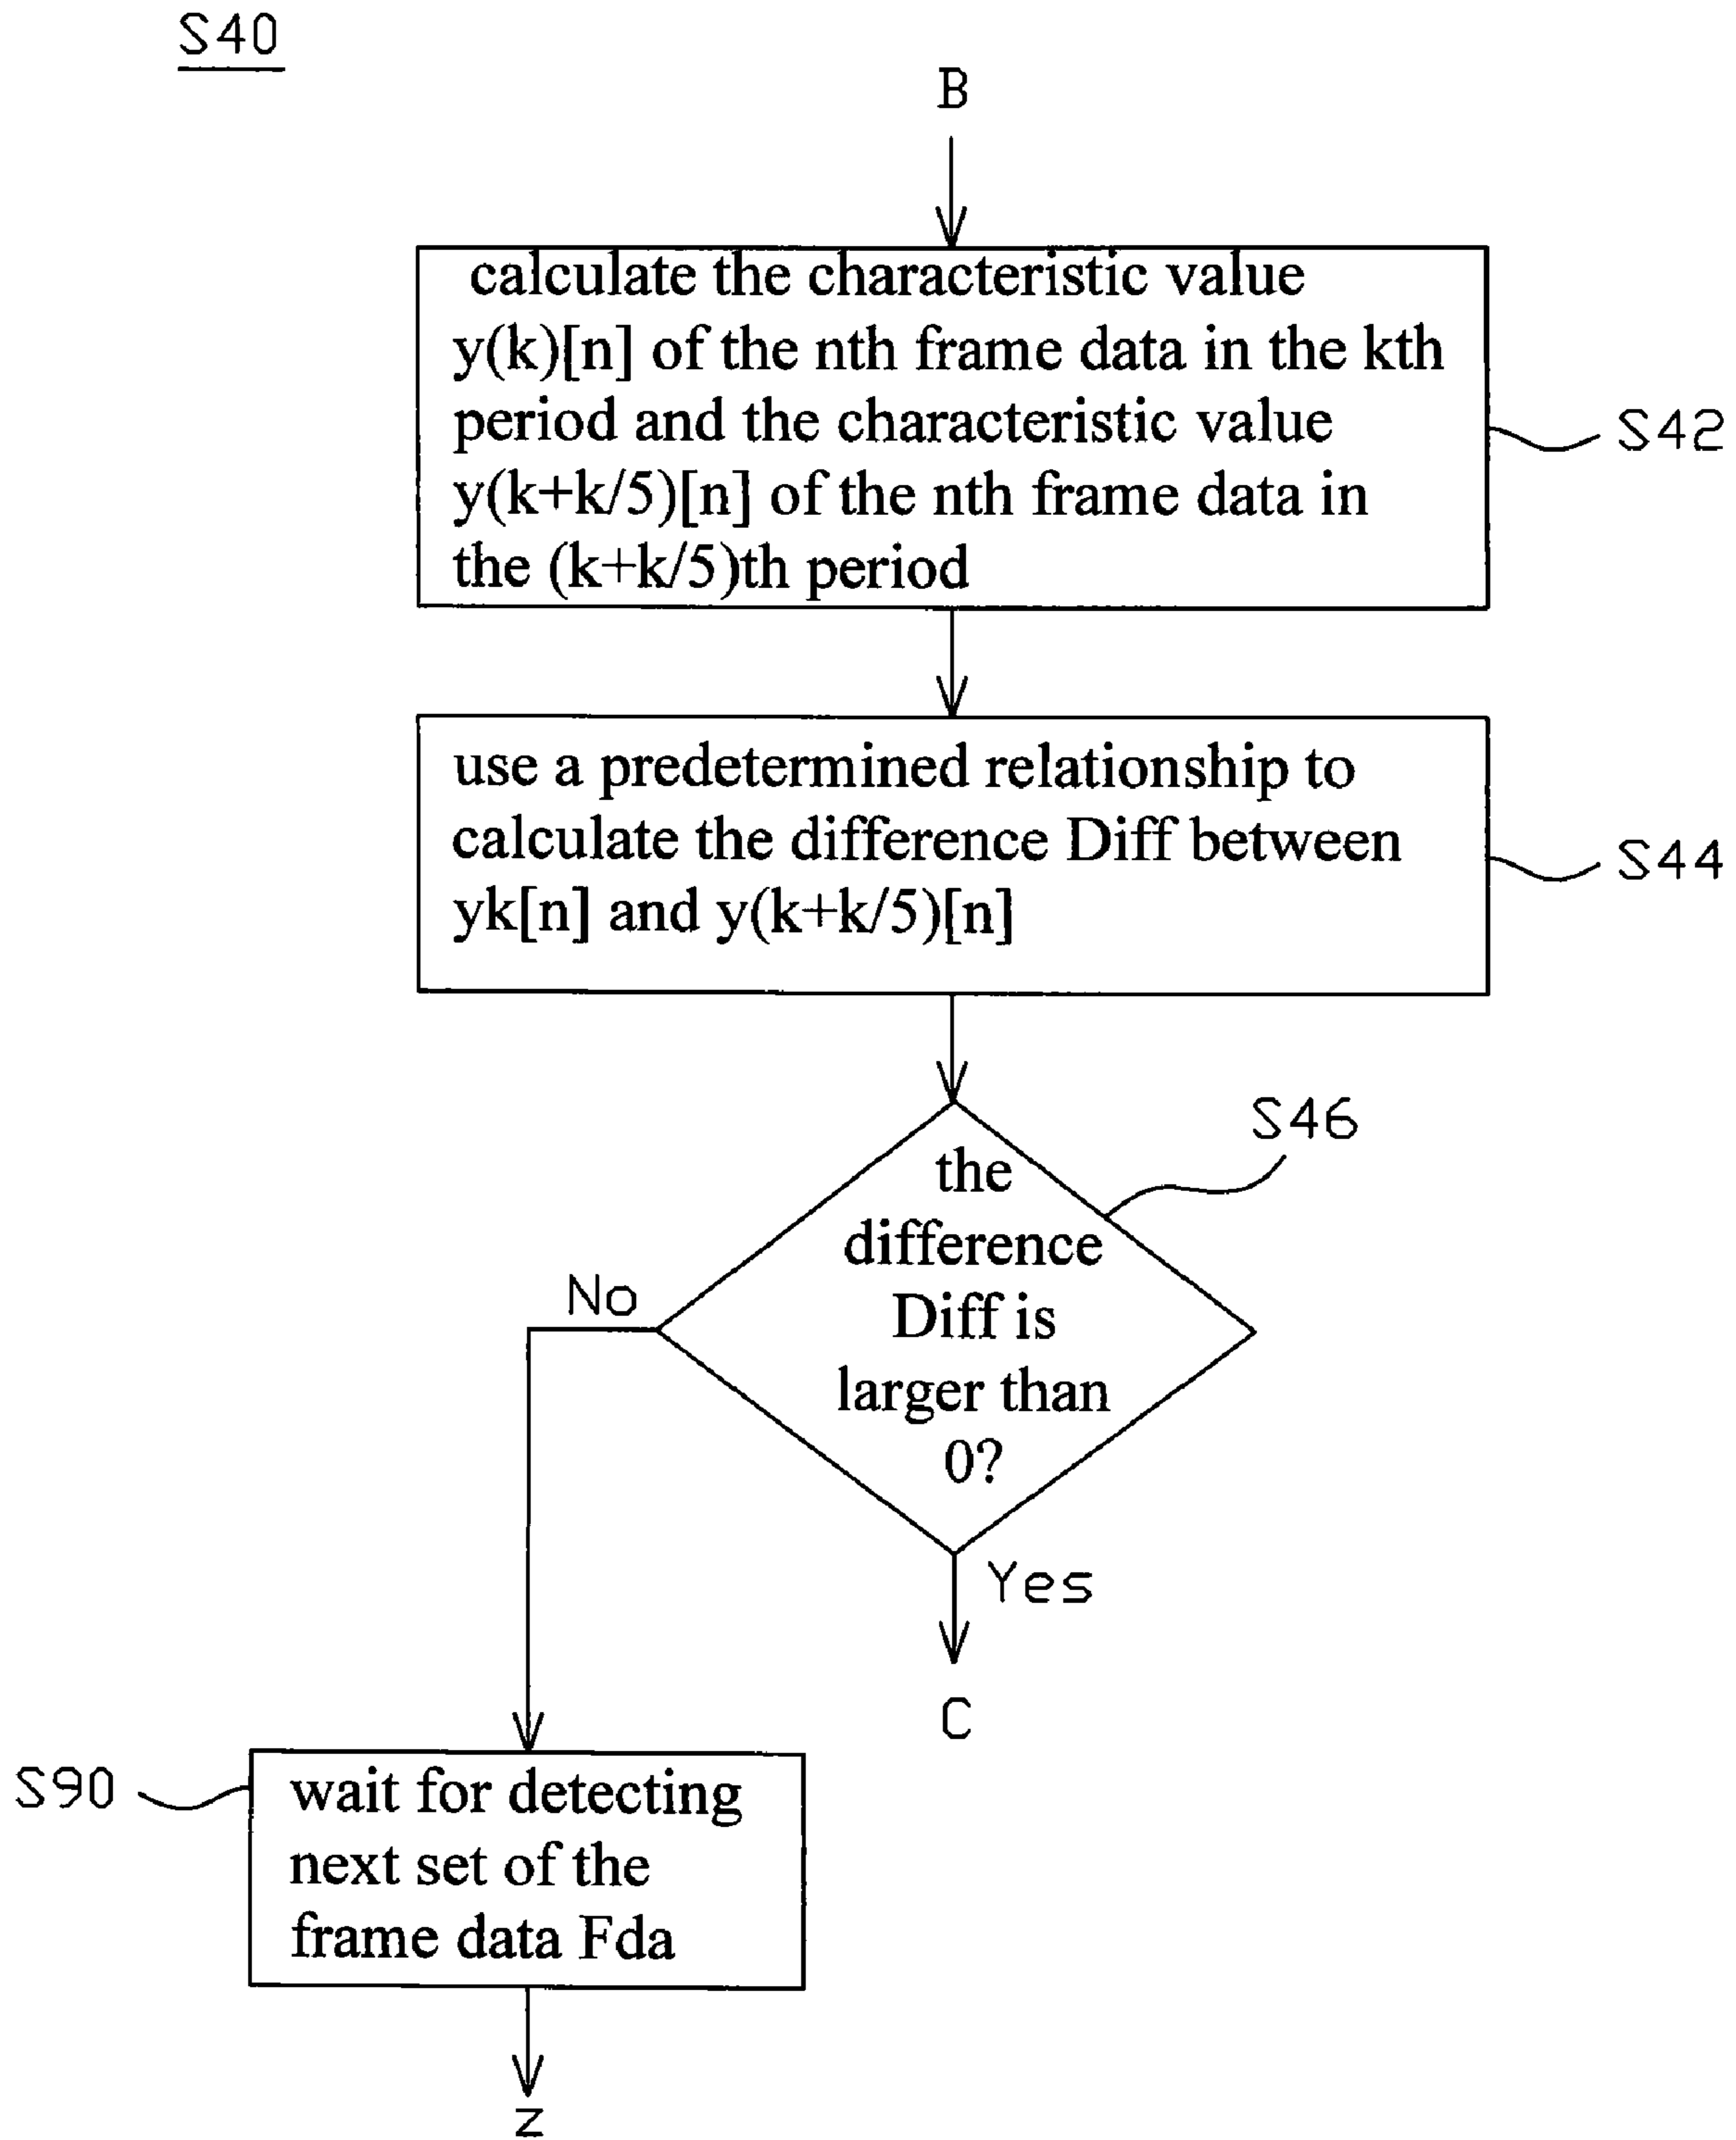 S40
B
calculate the characteristic value
y(k)[n] of the nth frame data in the kth
period and the characteristic value
y(k+k/5)[n] of the nth frame data in
the (k+k/5)th period
S42
use a predetermined relationship to
calculate the difference Diff between
yk[n] and y(k+k/5)[n]
S44
S46
the
difference
Diff is
larger than
0?
No
Yes
C
S90
wait for detecting
next set of the
frame data Fda
z